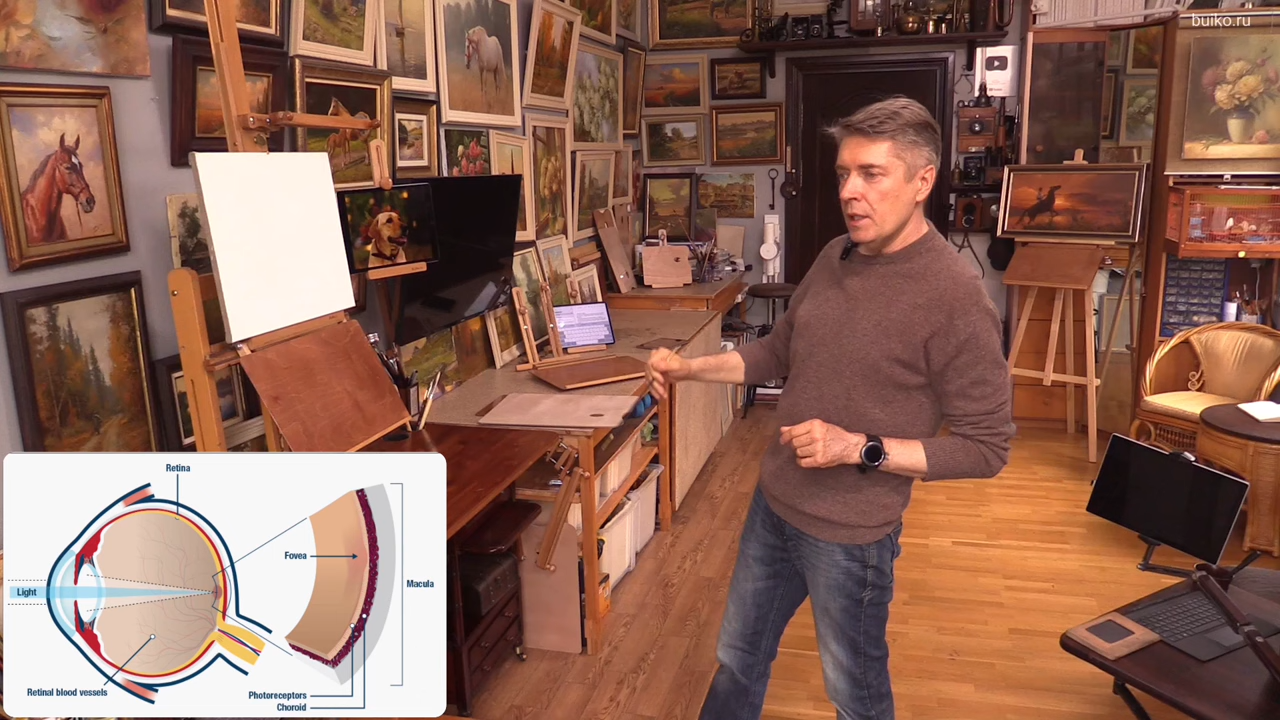 buiko.ru
Retina
Fovea
Light
Macula
Retinal blood vessels
Photoreceptors
Choroid